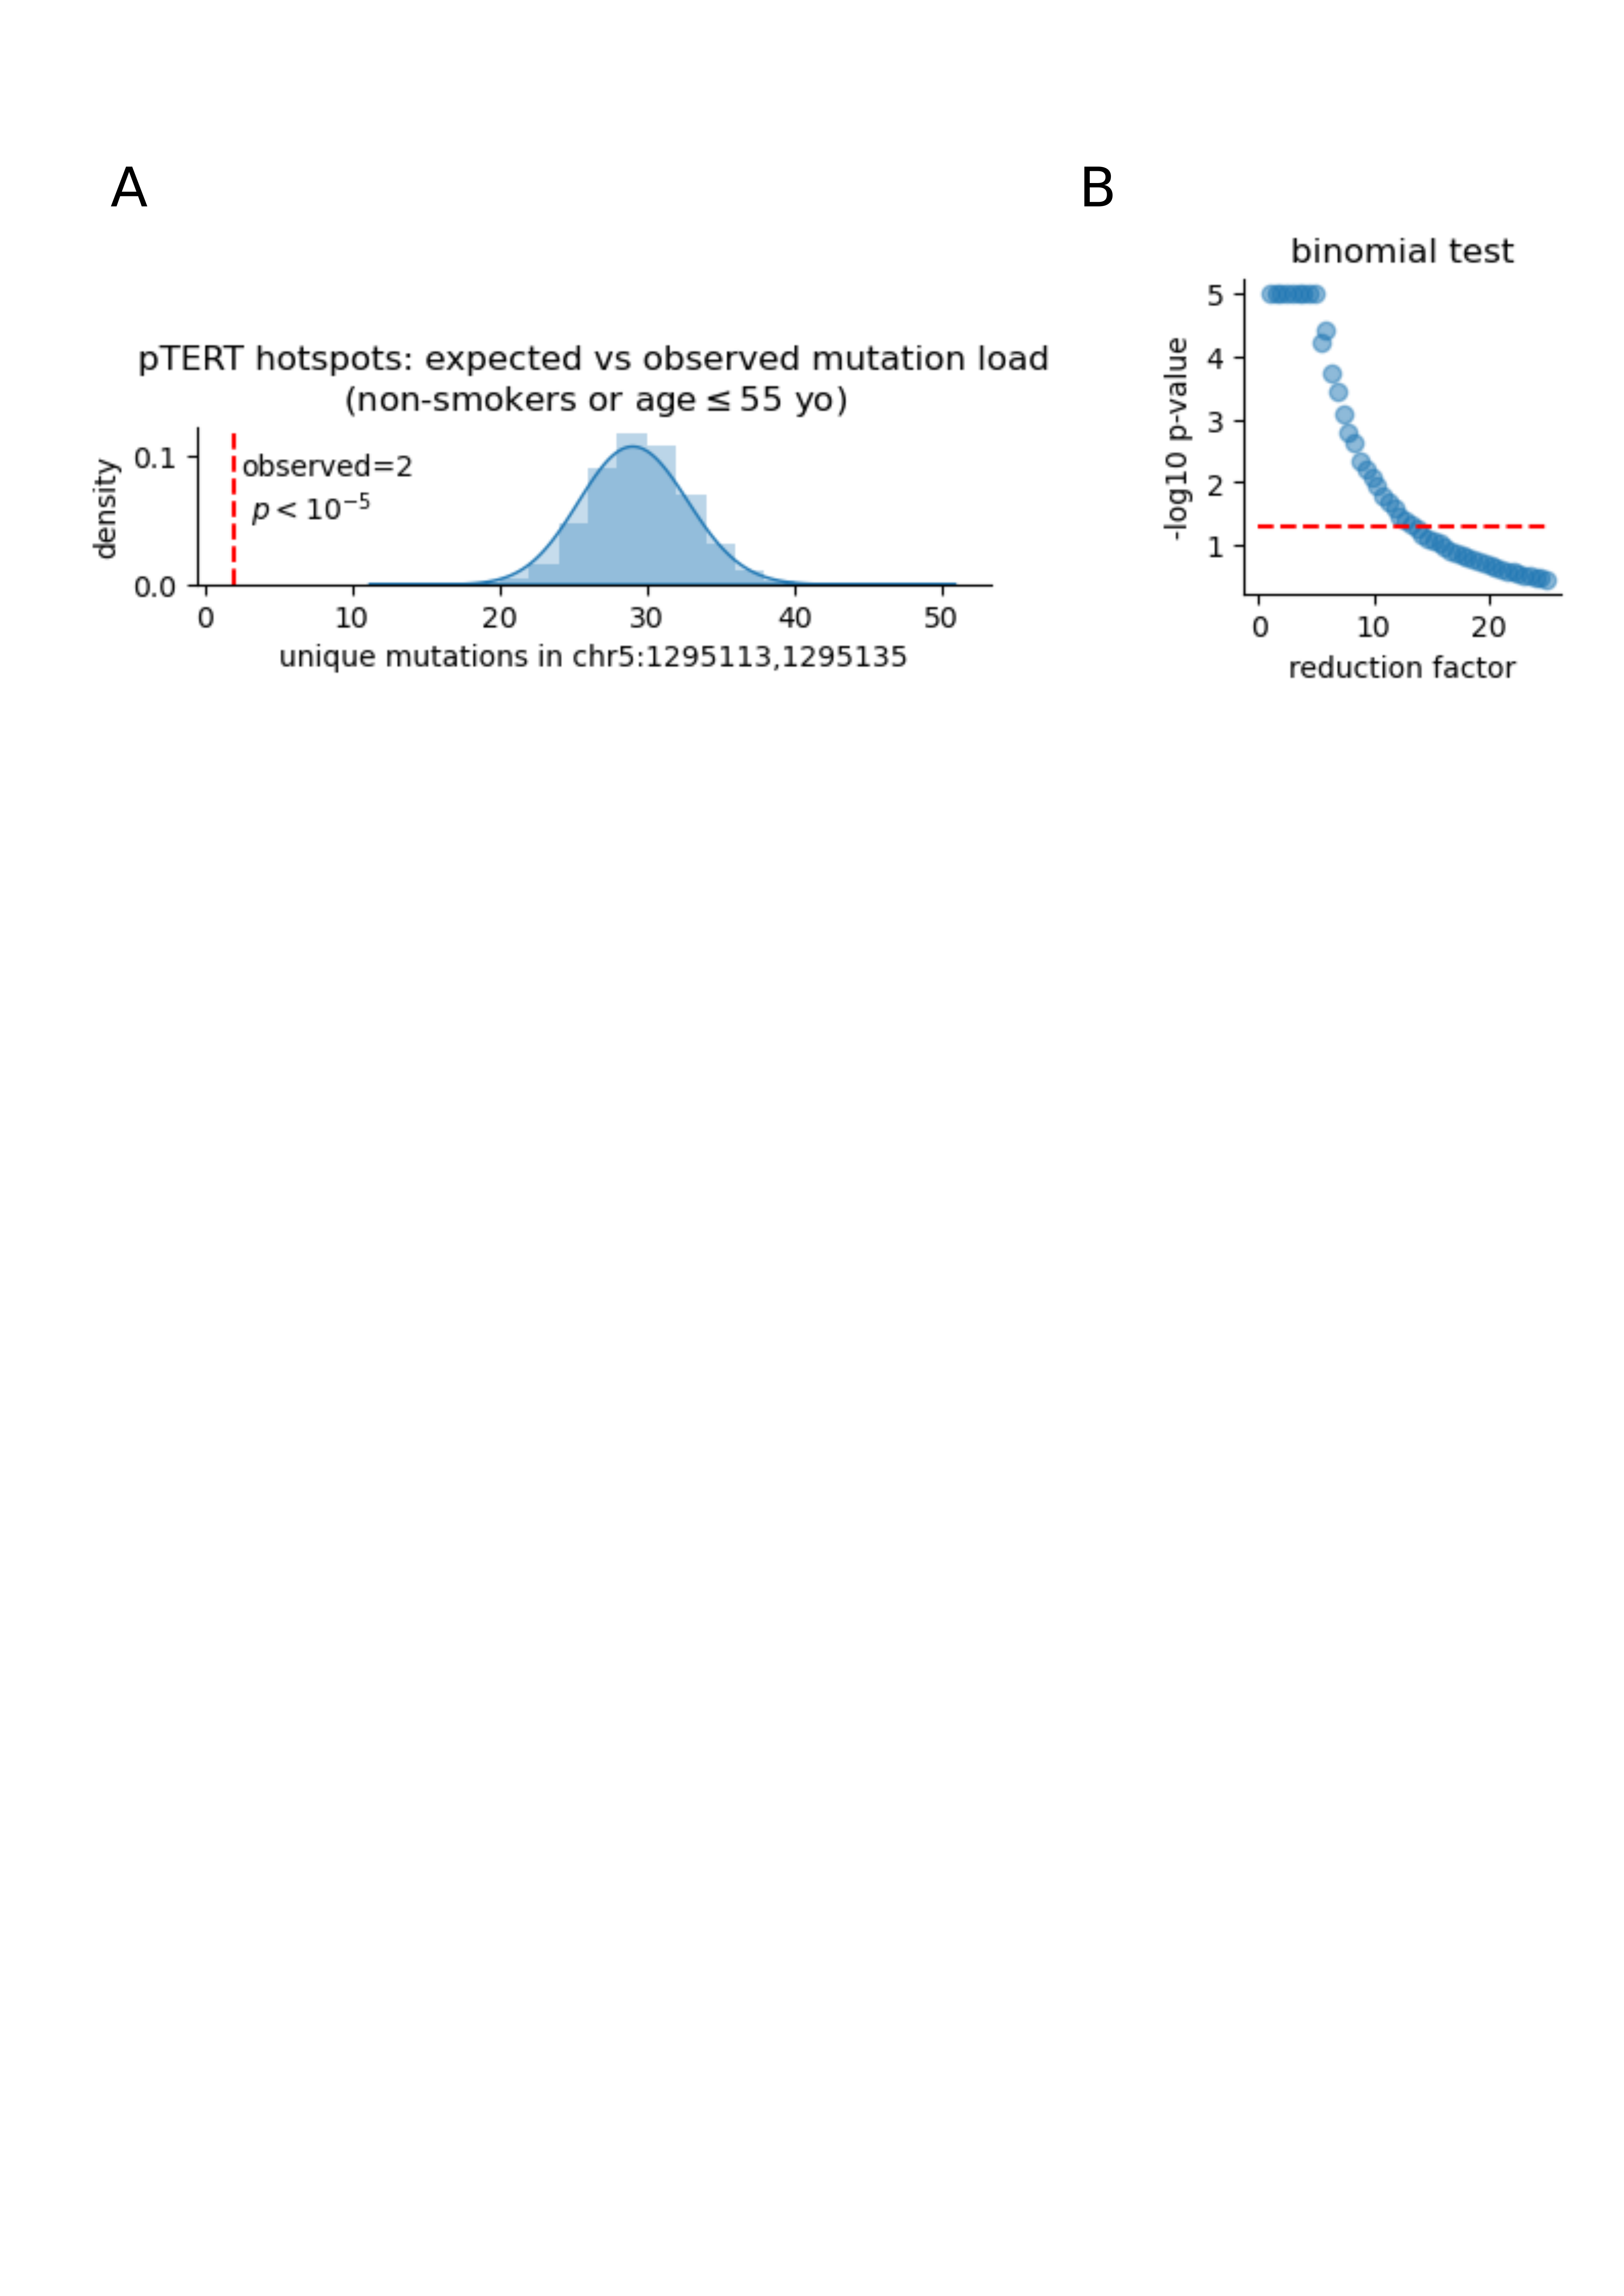 A
pTERT hotspots: expected vs observed mutation load
(non-smokers or age ≤ 55 yo)
density
0.1
0.0
observed=2
p < 10⁻⁵
0 10 20 30 40 50
unique mutations in chr5:1295113,1295135
B
binomial test
-log10 p-value
5
4
3
2
1
0 10 20
reduction factor